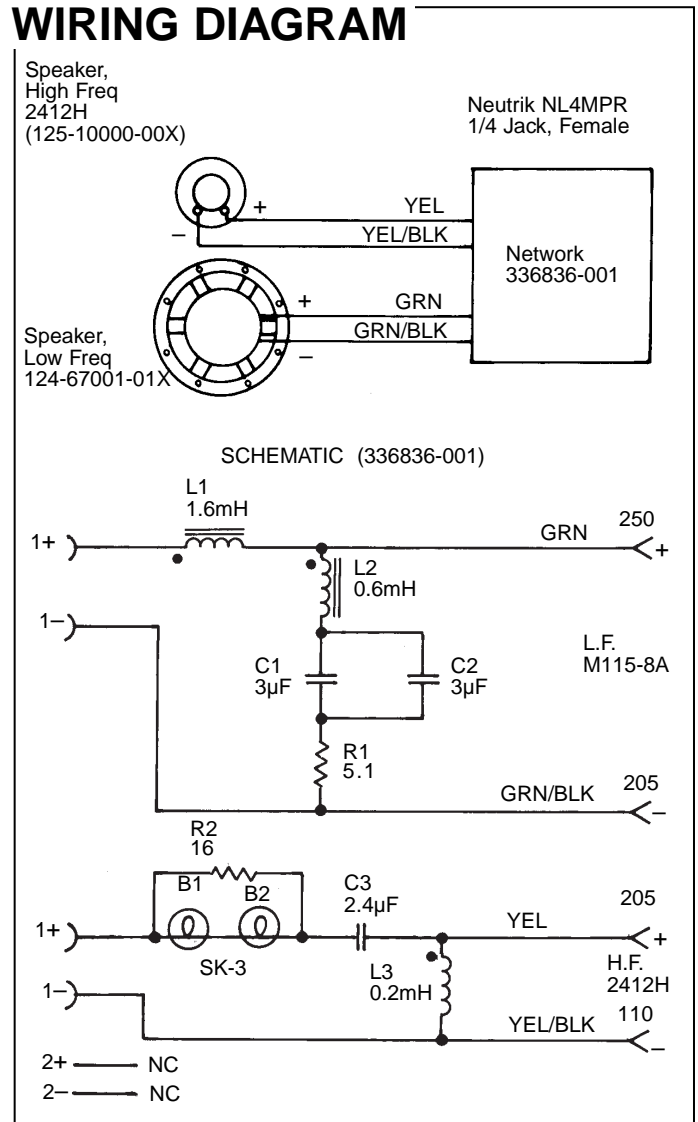 WIRING DIAGRAM
Speaker,
High Freq
2412H
(125-10000-00X)
Neutrik NL4MPR
1/4 Jack, Female
+
YEL
–
YEL/BLK
Network
336836-001
+
GRN
GRN/BLK
–
Speaker,
Low Freq
124-67001-01X
SCHEMATIC (336836-001)
L1
1.6mH
1+
GRN
250
+
L2
0.6mH
1–
C1
3µF
C2
3µF
L.F.
M115-8A
R1
5.1
GRN/BLK
205
–
R2
16
B1
B2
C3
2.4µF
1+
SK-3
YEL
205
+
L3
0.2mH
H.F.
2412H
1–
YEL/BLK
110
–
2+ NC
2– NC